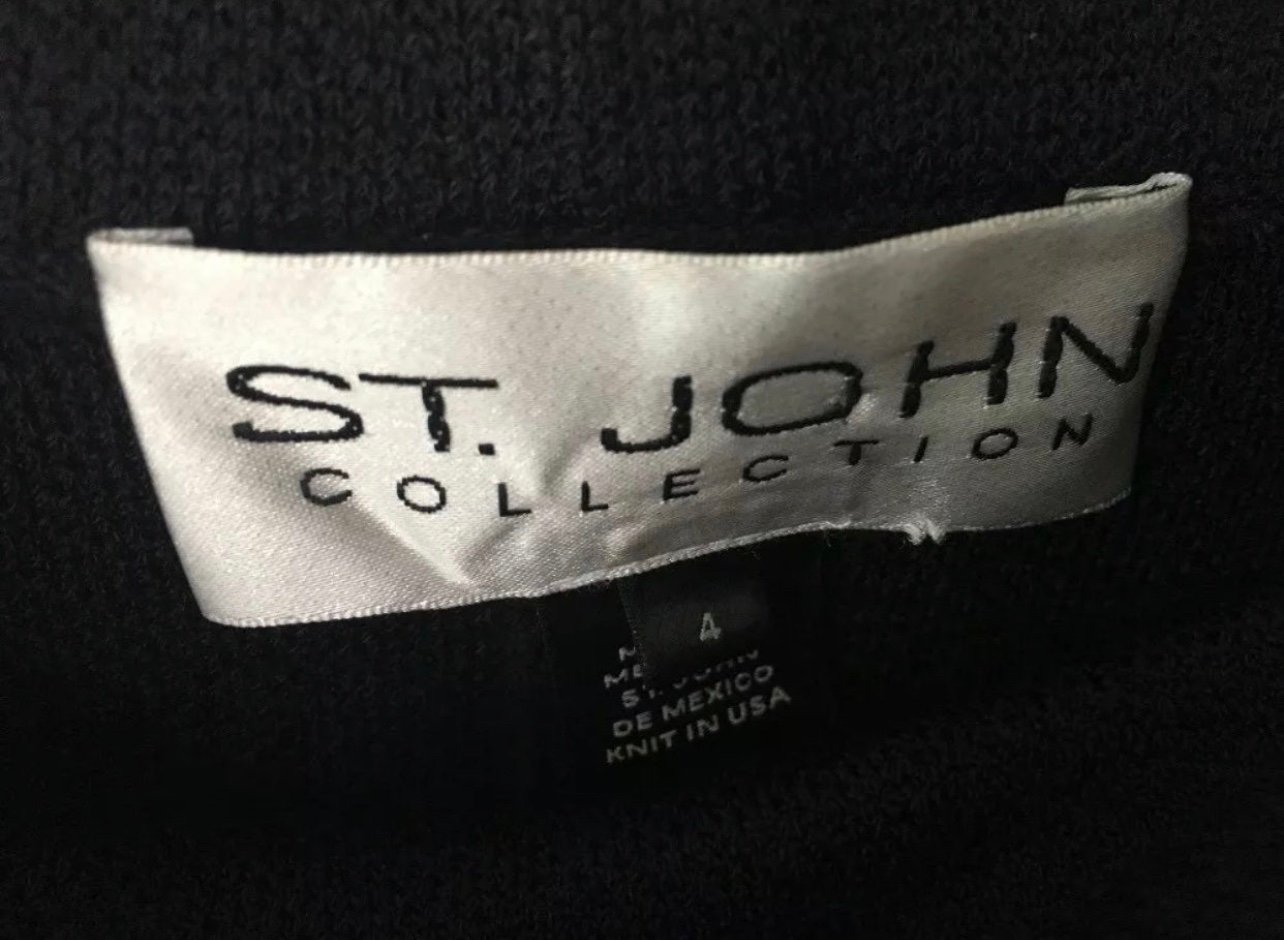 ST. JOHN
COLLECTION
4
DE MEXICO
KNIT IN USA